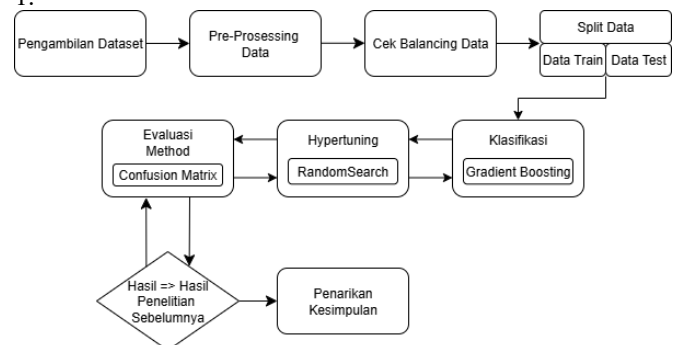 1.
Pengambilan Dataset
Pre-Prosessing
Data
Cek Balancing Data
Split Data
Data Train
Data Test
Evaluasi
Method
Confusion Matrix
Hypertuning
RandomSearch
Klasifikasi
Gradient Boosting
Hasil => Hasil
Penelitian
Sebelumnya
Penarikan
Kesimpulan